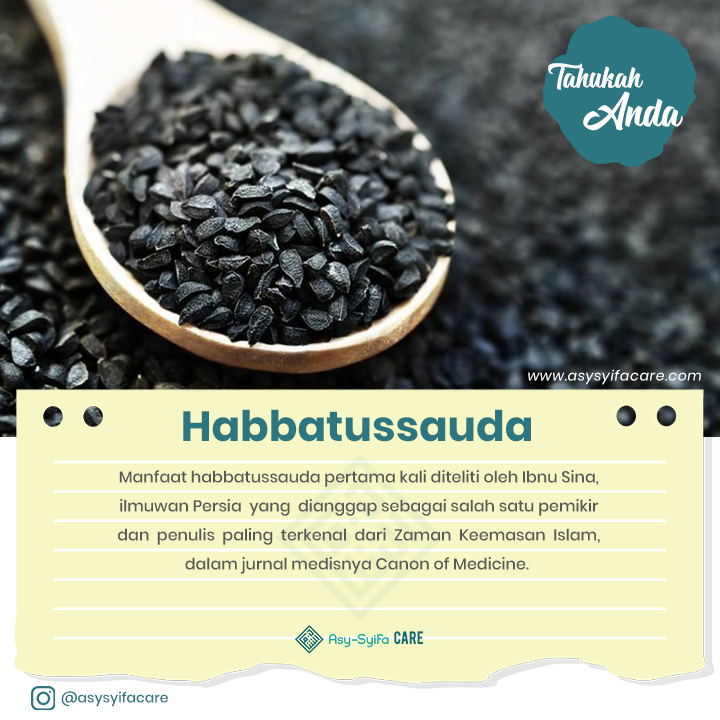 Tahukah
Anda
www.asysyifacare.com
Habbatussauda
Manfaat habbatussauda pertama kali diteliti oleh Ibnu Sina,
ilmuwan Persia yang dianggap sebagai salah satu pemikir
dan penulis paling terkenal dari Zaman Keemasan Islam,
dalam jurnal medisnya Canon of Medicine.
Asy-Syifa CARE
@asysyifacare